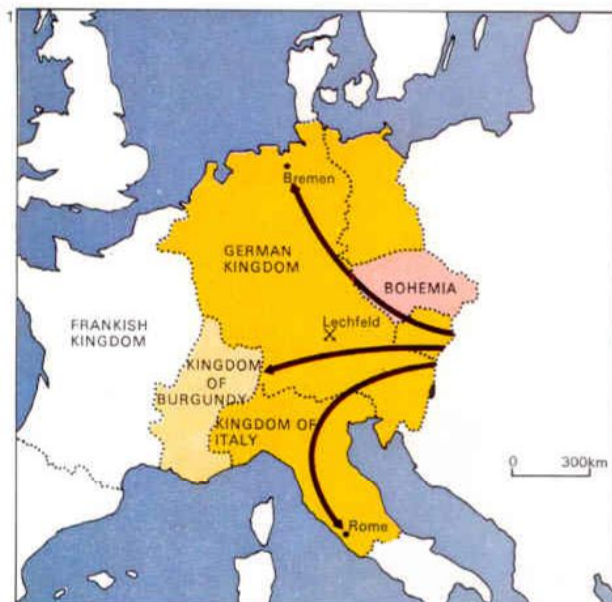 1
Bremen
GERMAN
KINGDOM
BOHEMIA
Lechfeld
FRANKISH
KINGDOM
KINGDOM
OF
BURGUNDY
KINGDOM OF
ITALY
0 300km
Rome